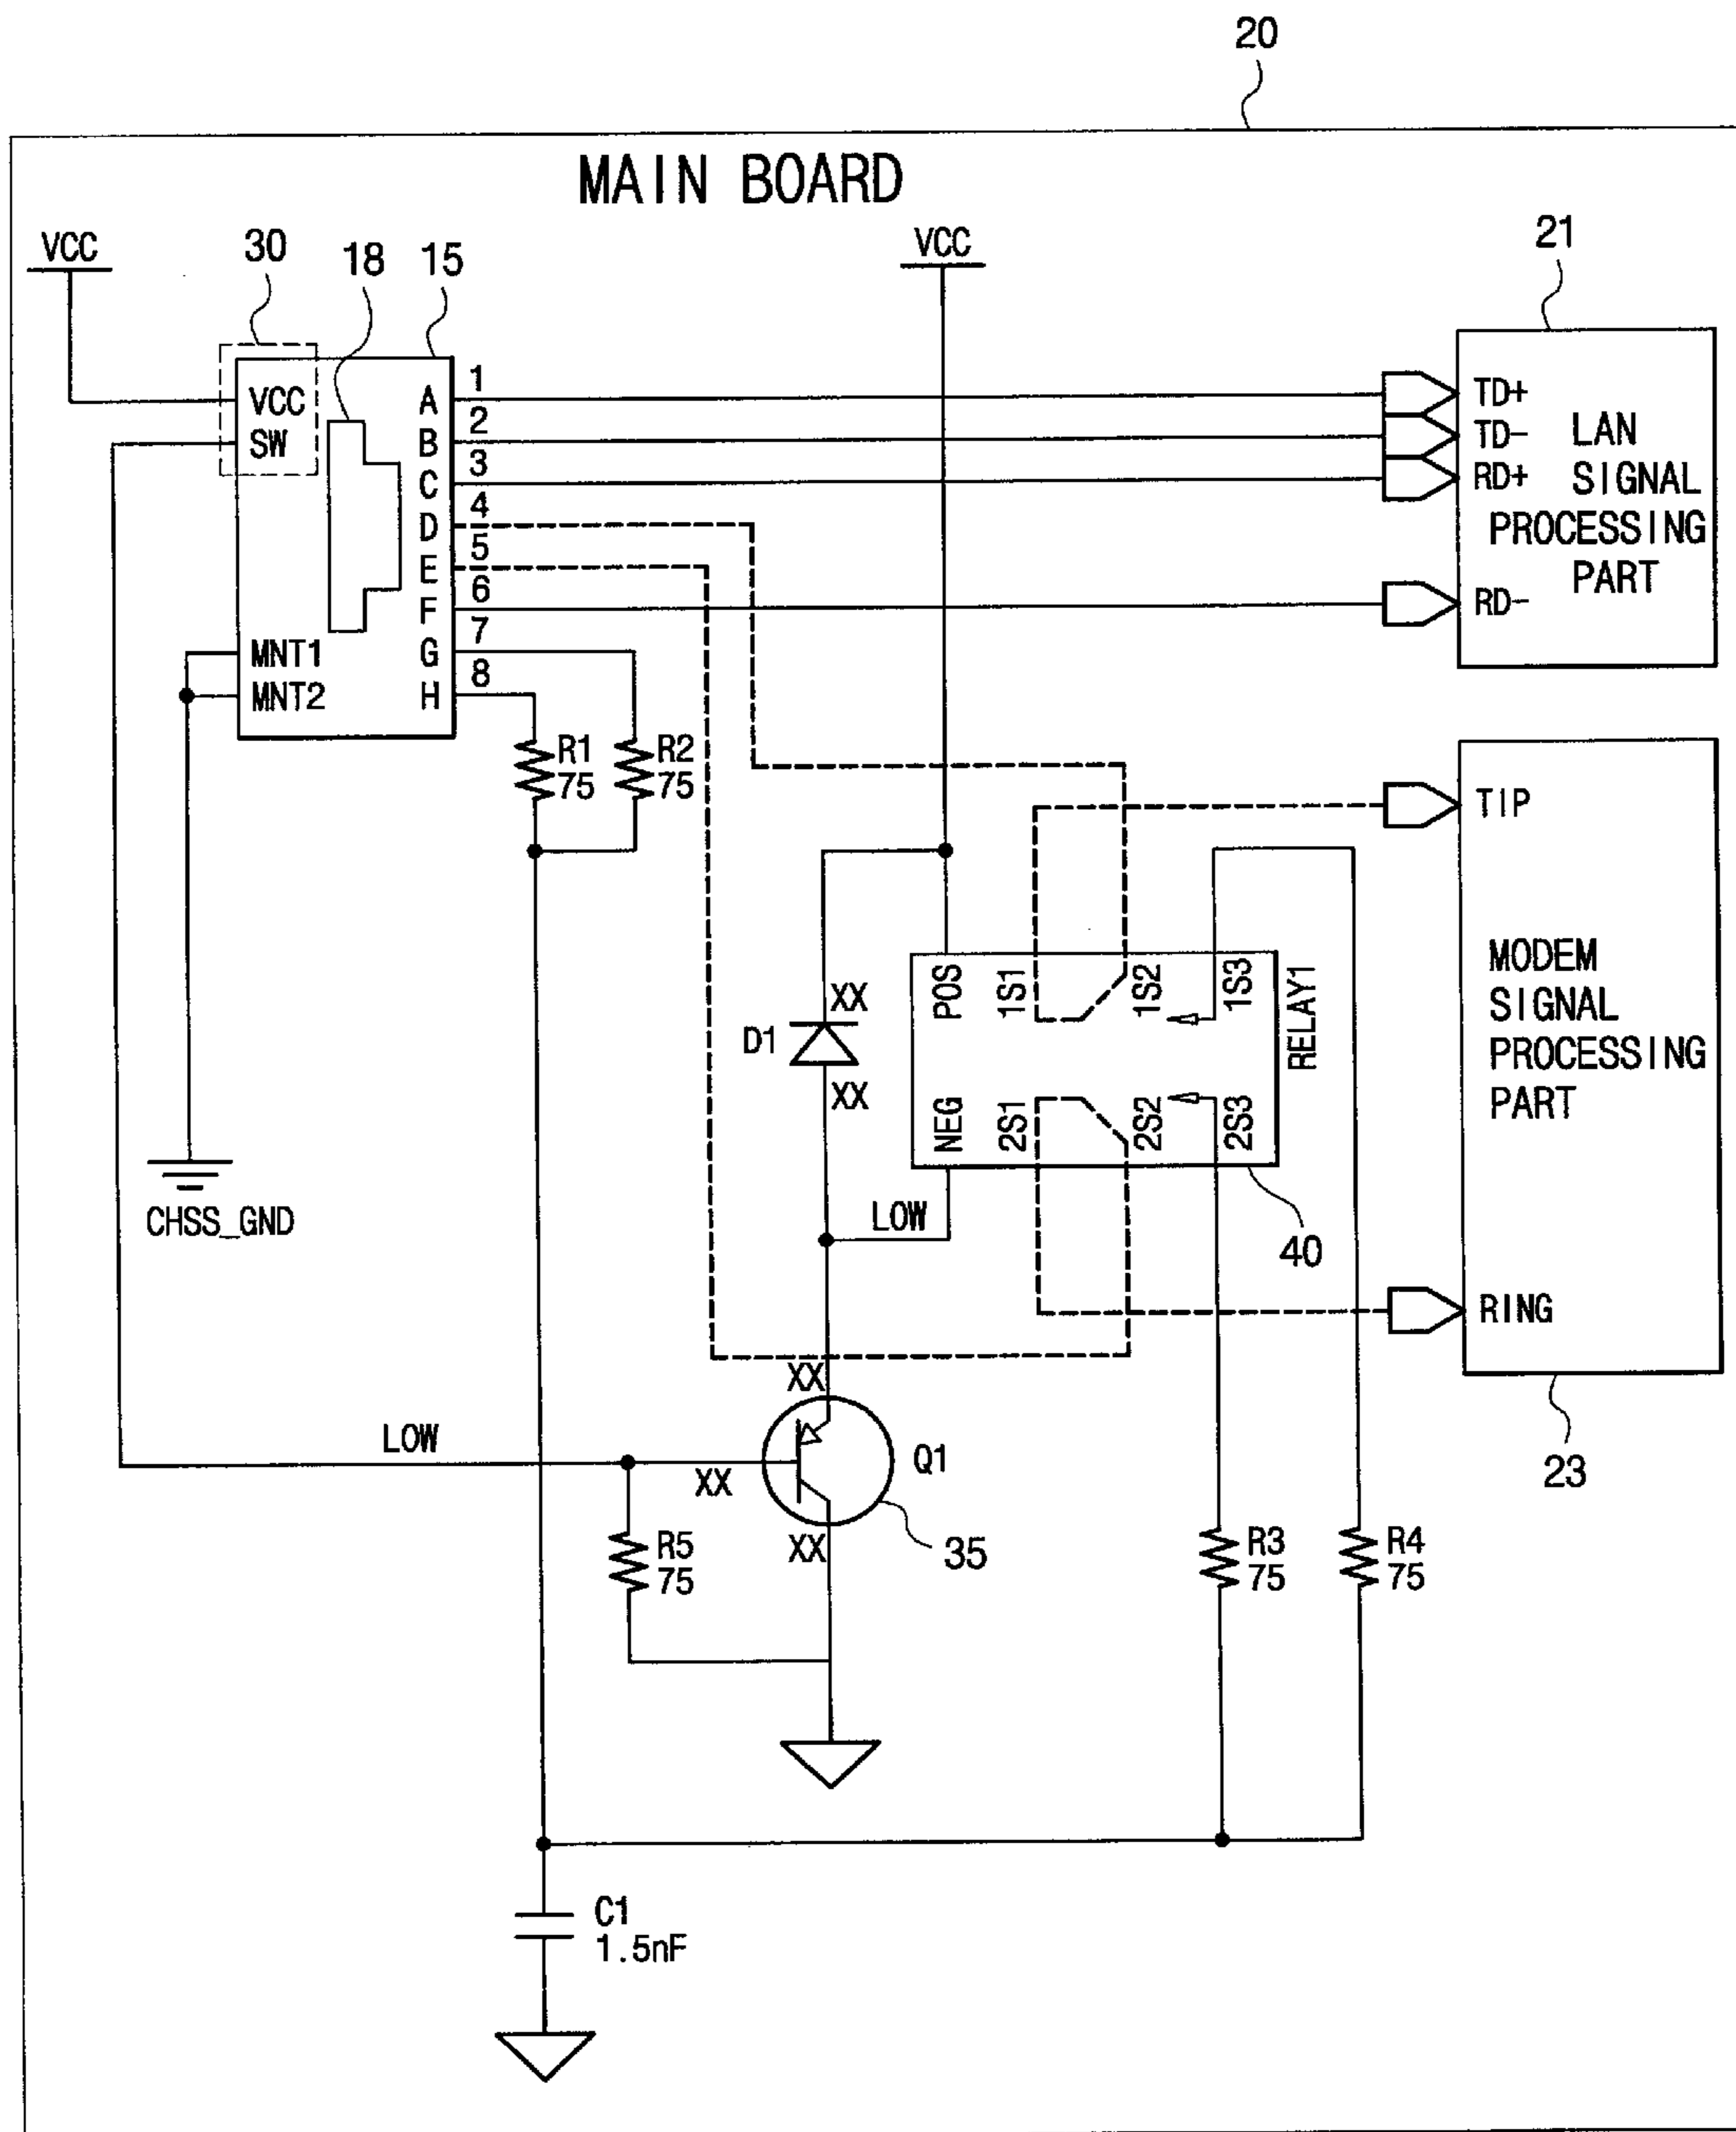 20
MAIN BOARD
VCC
30
18
15
VCC
21
VCC
SW
MNT1
MNT2
A
B
C
D
E
F
G
H
1
2
3
4
5
6
7
8
TD+
TD-
RD+
RD-
LAN
SIGNAL
PROCESSING
PART
R1
75
R2
75
TIP
MODEM
SIGNAL
PROCESSING
PART
RING
23
POS
1S1
1S2
1S3
NEG
2S1
2S2
2S3
RELAY1
40
XX
D1
XX
LOW
CHSS_GND
LOW
XX
XX
Q1
XX
35
R5
75
R3
75
R4
75
C1
1.5nF